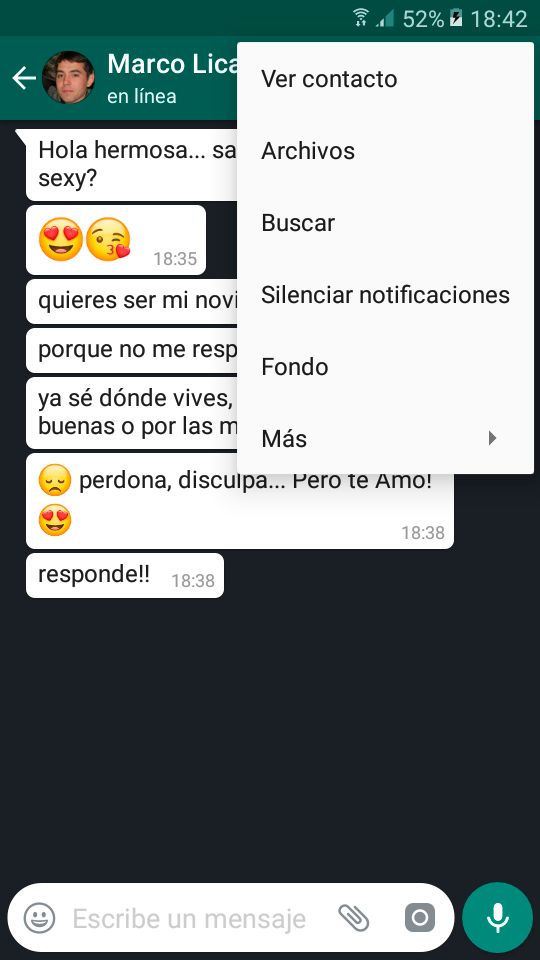 52% 18:42
Marco Lica
en línea
Ver contacto
Archivos
Buscar
Silenciar notificaciones
Fondo
Más
Hola hermosa... sa
sexy?
😍😘
18:35
quieres ser mi novi
porque no me resp
ya sé dónde vives,
buenas o por las m
😞 perdona, disculpa... Pero te Amo!
😍
18:38
responde!! 18:38
Escribe un mensaje